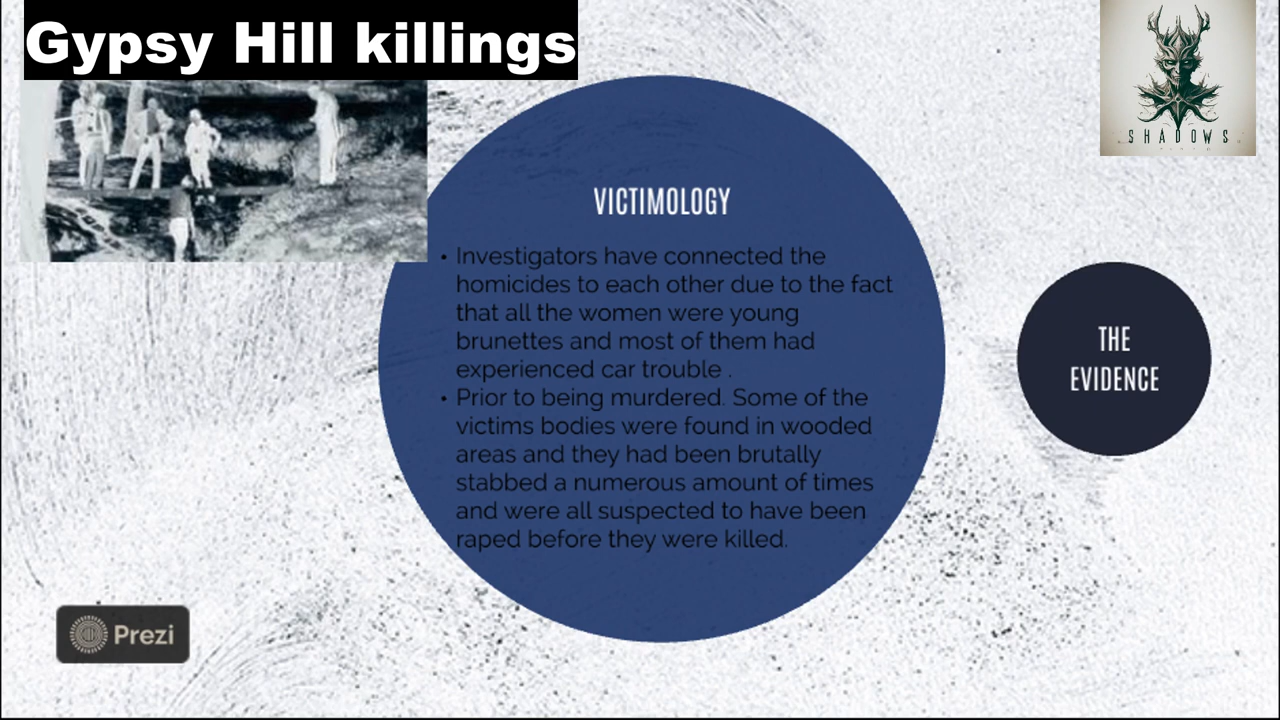 Gypsy Hill killings
SHADOWS
VICTIMOLOGY
• Investigators have connected the
homicides to each other due to the fact
that all the women were young
brunettes and most of them had
experienced car trouble .
• Prior to being murdered. Some of the
victims bodies were found in wooded
areas and they had been brutally
stabbed a numerous amount of times
and were all suspected to have been
raped before they were killed.
THE
EVIDENCE
Prezi